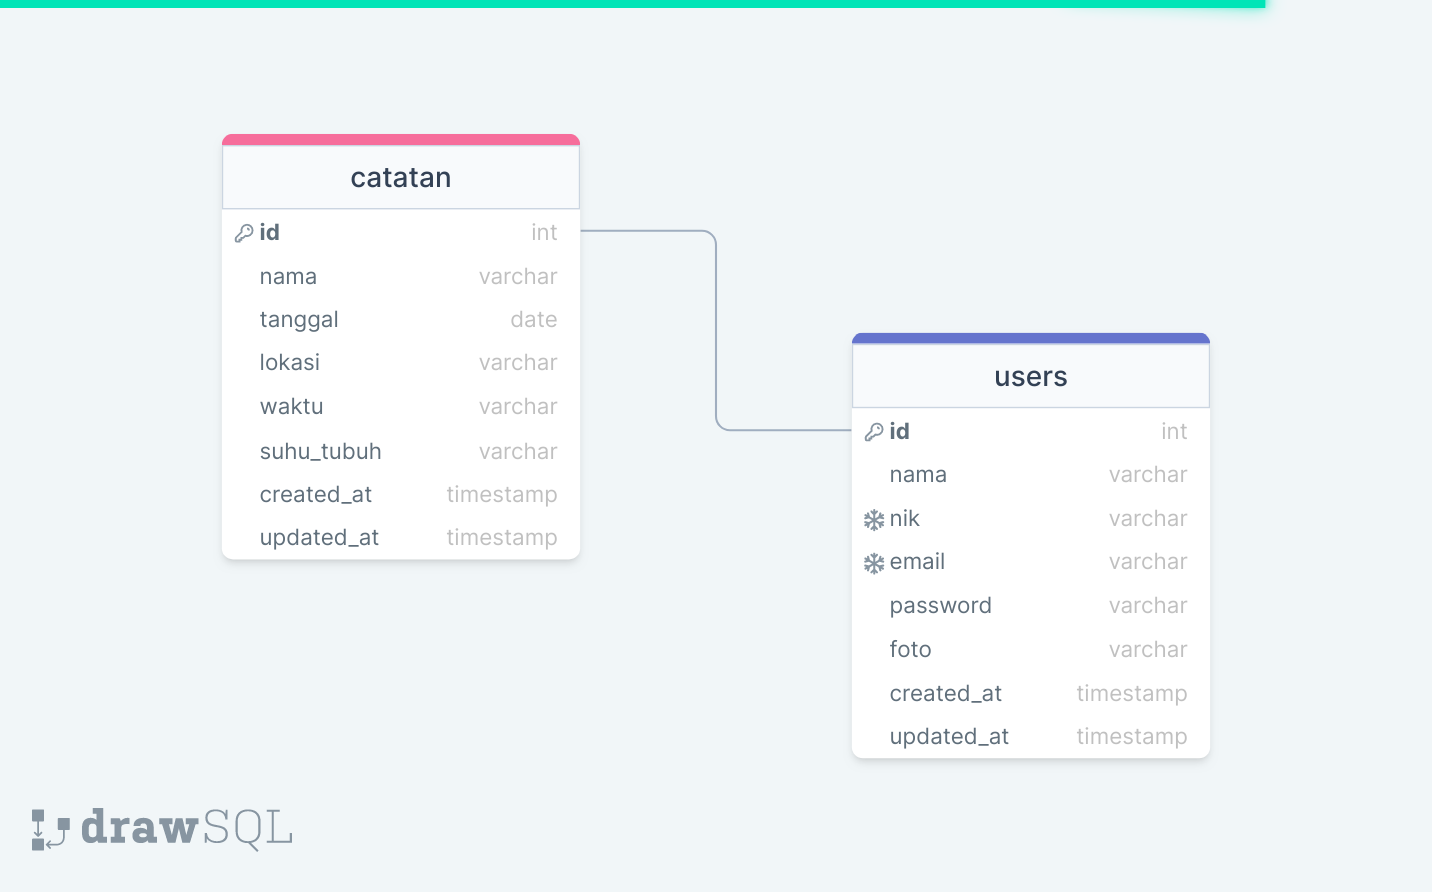 catatan
id int
nama varchar
tanggal date
lokasi varchar
waktu varchar
suhu_tubuh varchar
created_at timestamp
updated_at timestamp
users
id int
nama varchar
nik varchar
email varchar
password varchar
foto varchar
created_at timestamp
updated_at timestamp
drawSQL